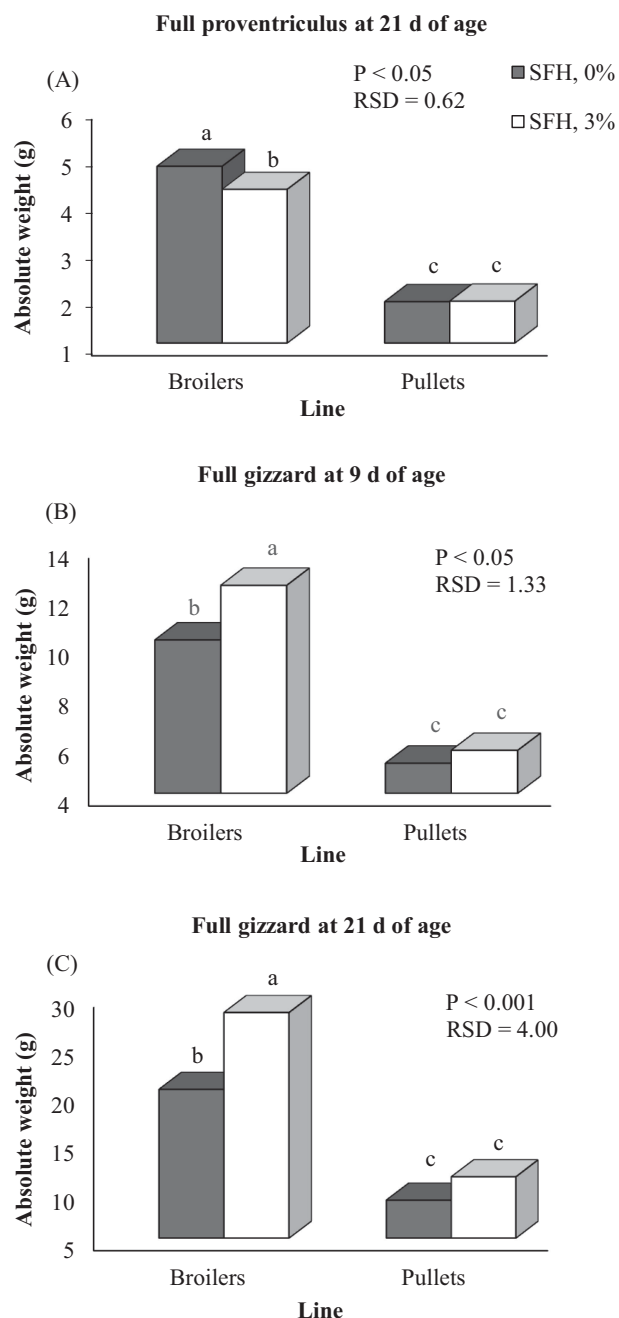 Full proventriculus at 21 d of age
(A)
P < 0.05
RSD = 0.62
SFH, 0%
SFH, 3%
Absolute weight (g)
6
5
4
3
2
1
a
b
c
c
Broilers
Pullets
Line
Full gizzard at 9 d of age
(B)
P < 0.05
RSD = 1.33
Absolute weight (g)
14
12
10
8
6
4
b
a
c
c
Broilers
Pullets
Line
Full gizzard at 21 d of age
(C)
P < 0.001
RSD = 4.00
Absolute weight (g)
30
25
20
15
10
5
b
a
c
c
Broilers
Pullets
Line